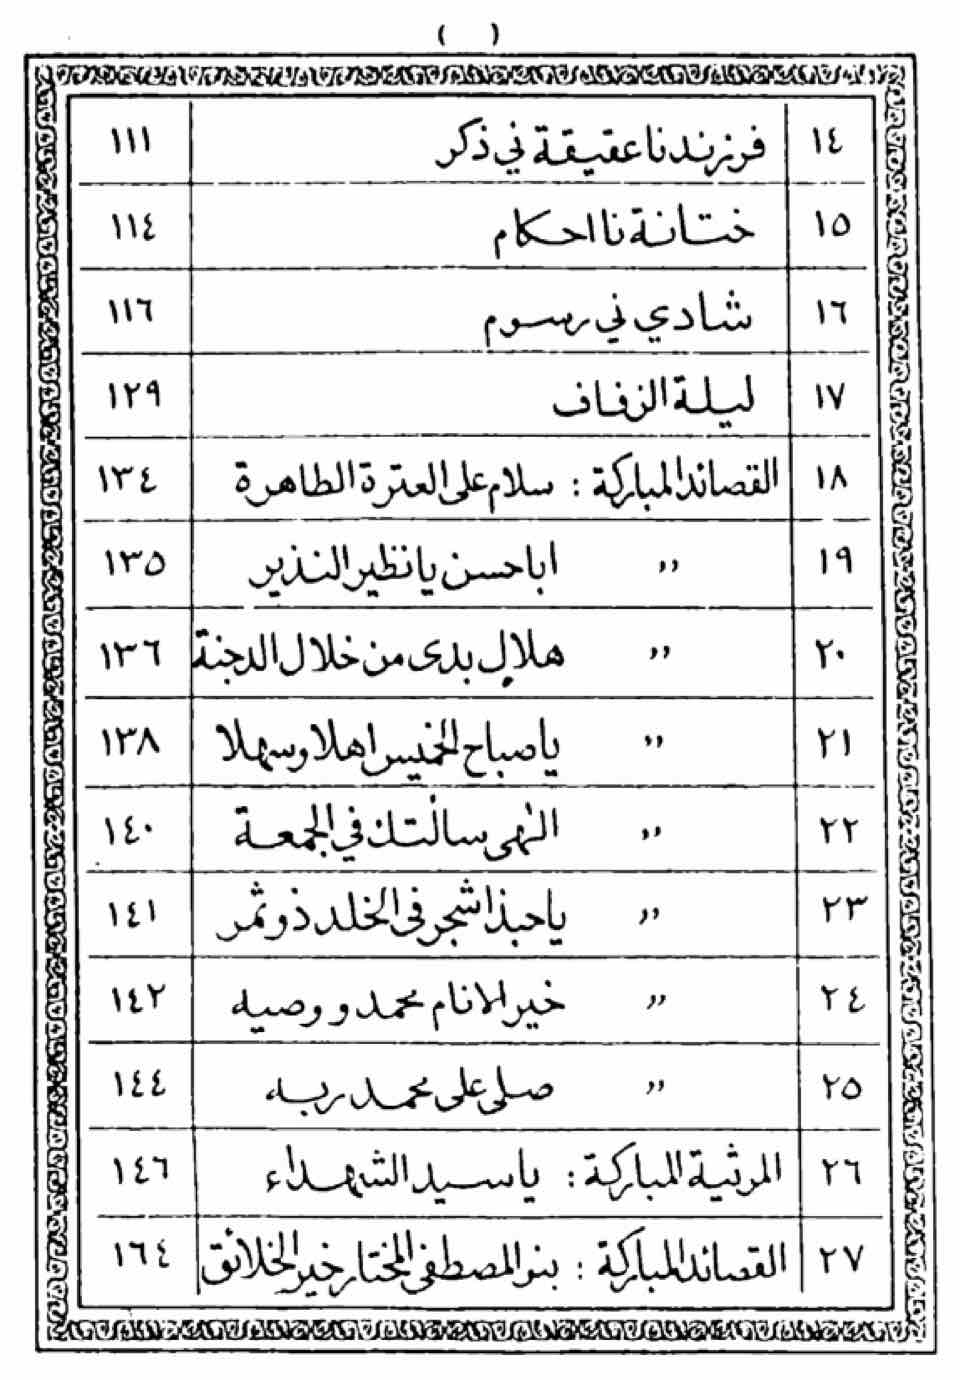 ( )
١٤ فرزندنا عقيقة ني ذكر ١١١
١٥ ختانة نا احكام ١١٤
١٦ شادي ني رسوم ١١٦
١٧ ليلة الزفاف ١٢٩
١٨ القصائد المباركة : سلام على العترة الطاهرة ١٣٤
١٩ ,, ابا حسن يا نظير النذير ١٣٥
٢٠ ,, هلالٍ بدى من خلال الدجنة ١٣٦
٢١ ,, يا صباح الخميس اهلا وسهلا ١٣٨
٢٢ ,, الٰهى سالتك في الجمعة ١٤٠
٢٣ ,, يا حبذا شجر فى الخلد ذو ثمر ١٤١
٢٤ ,, خير الانام محمد و وصيه ١٤٢
٢٥ ,, صلى على محمد ربه ١٤٤
٢٦ المرثية المباركة : يا سيد الشهداء ١٤٦
٢٧ القصائد المباركة : بنو المصطفى المختار خير الخلائق ١٦٤